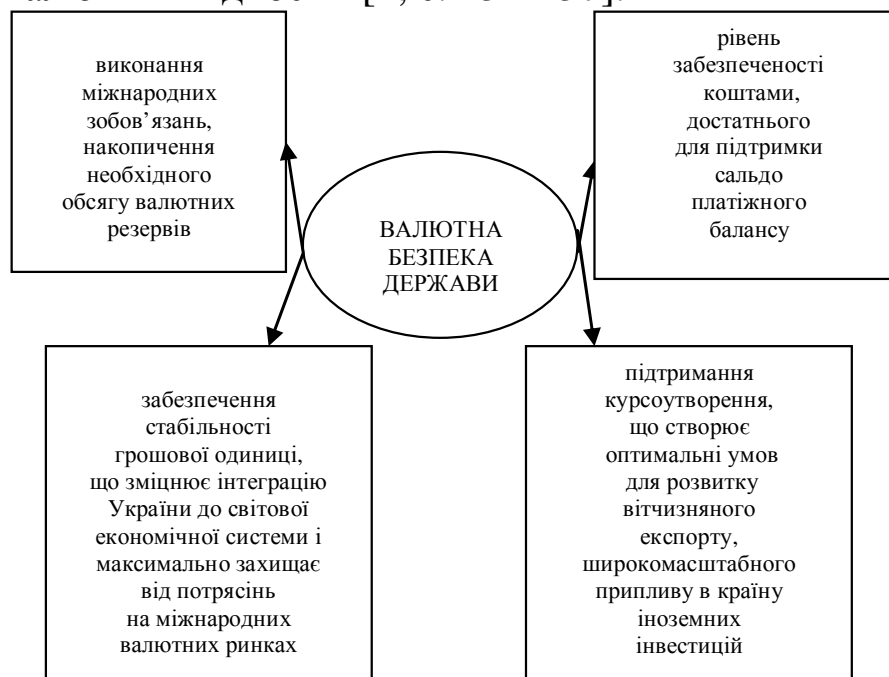 виконання
міжнародних
зобов’язань,
накопичення
необхідного
обсягу валютних
резервів
рівень
забезпеченості
коштами,
достатнього
для підтримки
сальдо
платіжного
балансу
ВАЛЮТНА
БЕЗПЕКА
ДЕРЖАВИ
забезпечення
стабільності
грошової одиниці,
що зміцнює інтеграцію
України до світової
економічної системи і
максимально захищає
від потрясінь
на міжнародних
валютних ринках
підтримання
курсоутворення,
що створює
оптимальні умов
для розвитку
вітчизняного
експорту,
широкомасштабного
припливу в країну
іноземних
інвестицій